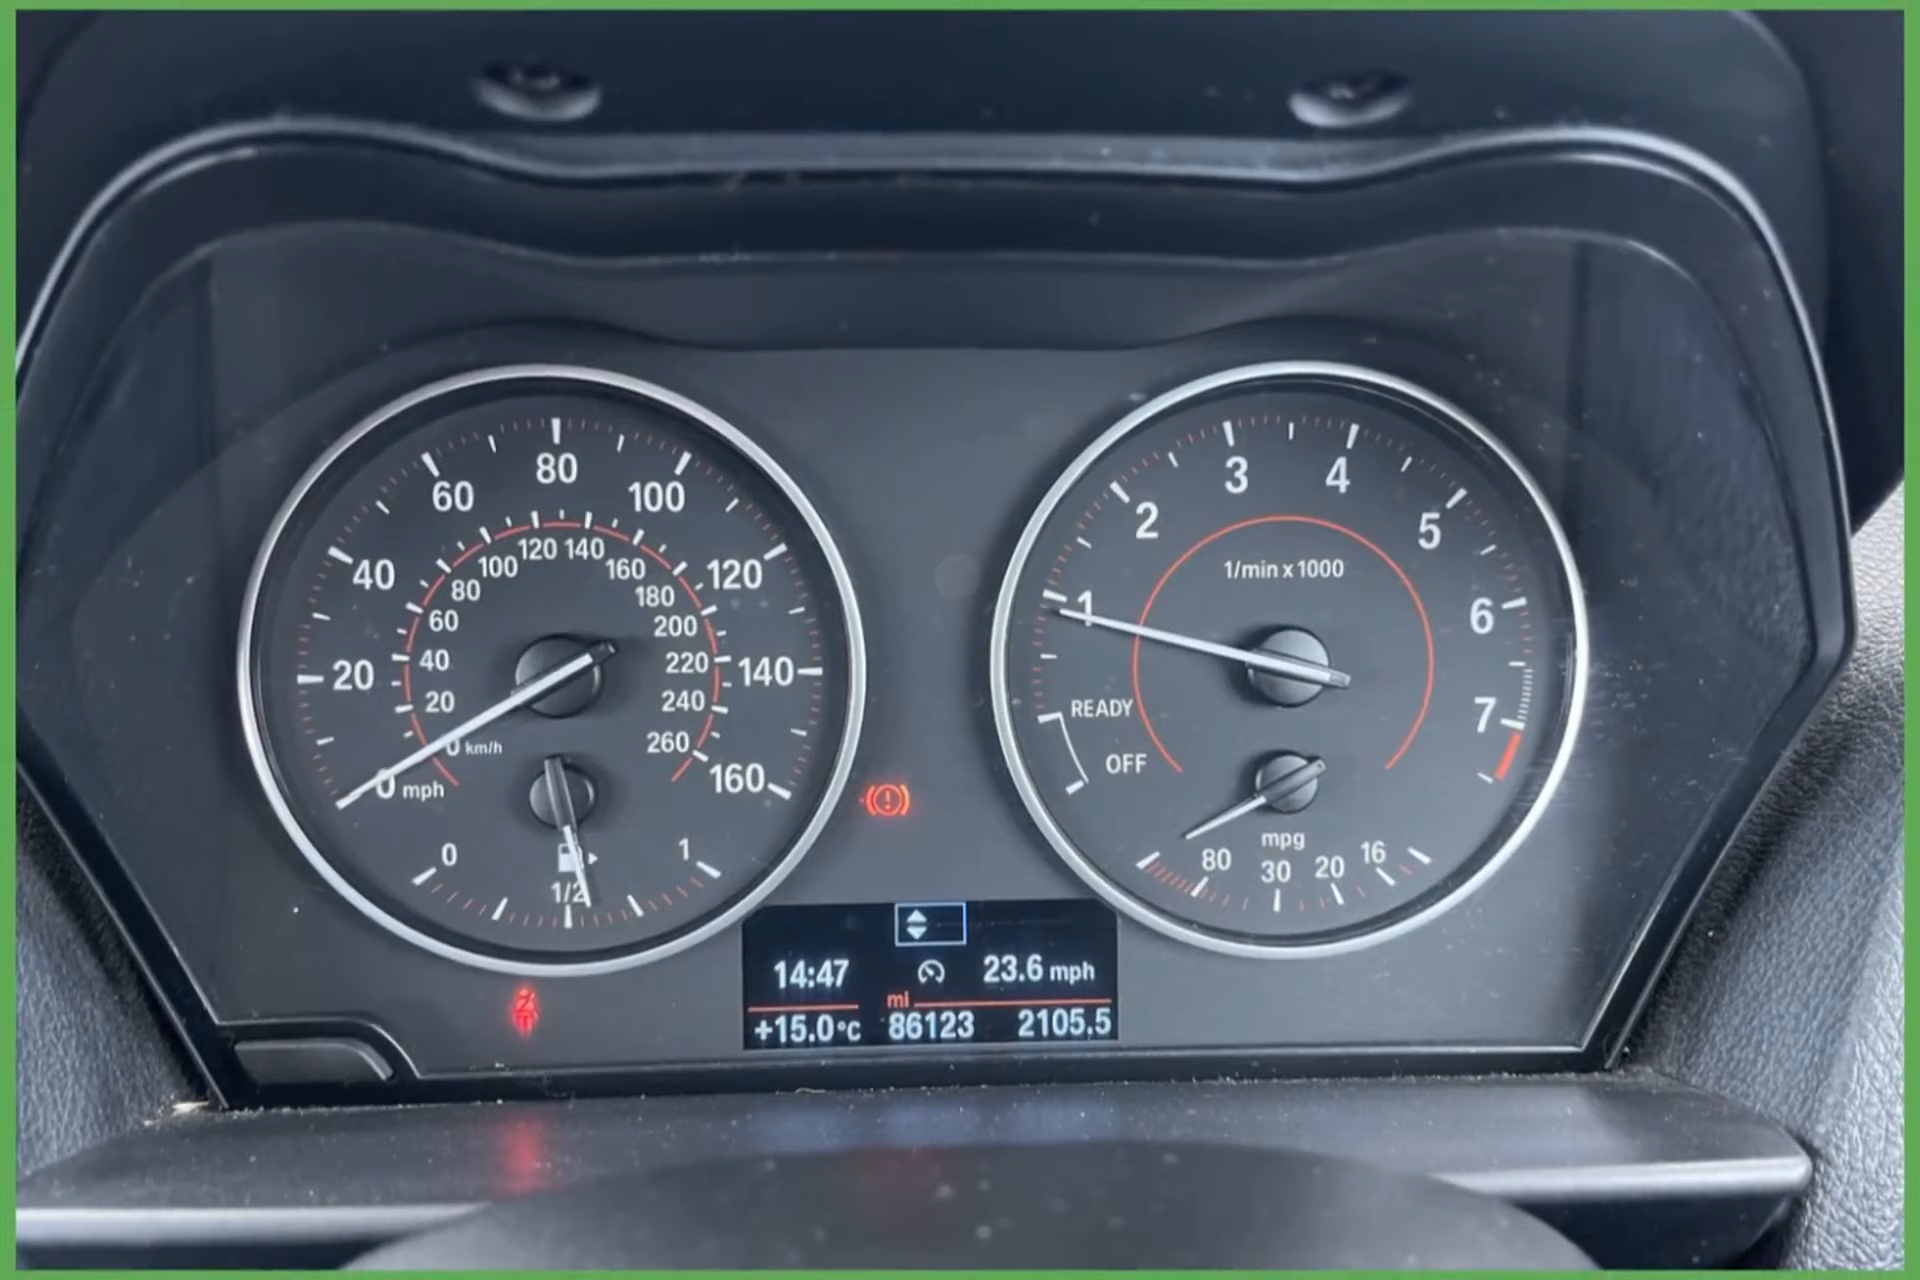 20 40 60 80 100 120 140 160
0 mph
20 40 60 80 100 120 140 160 180 200 220 240 260
0 km/h
0 1/2 1
1 2 3 4 5 6 7
1/min x 1000
READY
OFF
mpg
80 30 20 16
14:47 23.6 mph
mi
+15.0°C 86123 2105.5